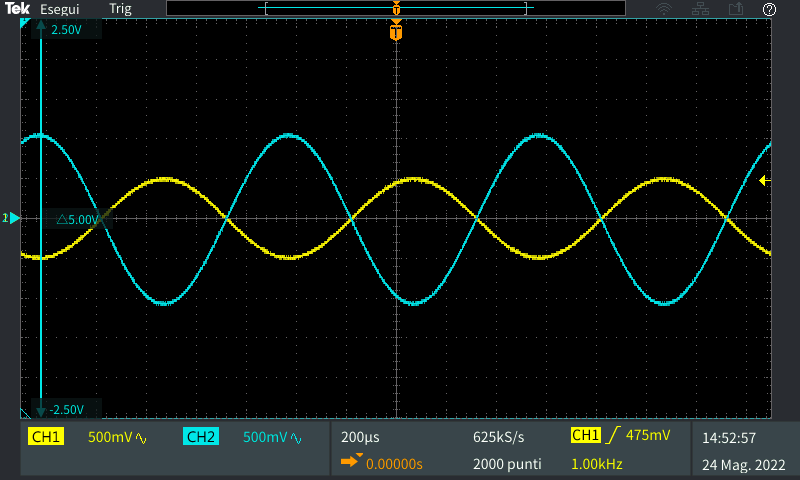 Tek Esegui Trig T ?
T
2.50V
△5.00V
-2.50V
CH1 500mV CH2 500mV 200µs 625kS/s CH1 475mV 14:52:57
0.00000s 2000 punti 1.00kHz 24 Mag. 2022